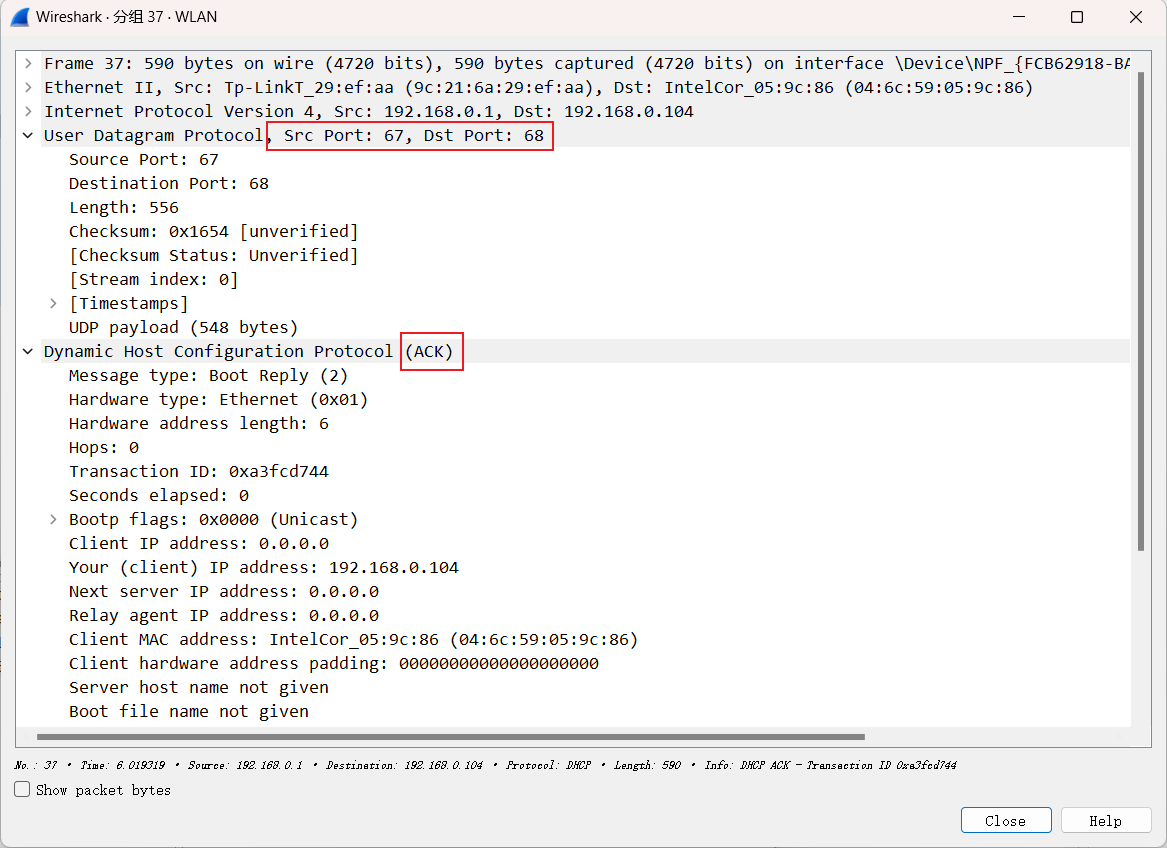 Wireshark · 分组 37 · WLAN
Frame 37: 590 bytes on wire (4720 bits), 590 bytes captured (4720 bits) on interface \Device\NPF_{FCB62918-BA
Ethernet II, Src: Tp-LinkT_29:ef:aa (9c:21:6a:29:ef:aa), Dst: IntelCor_05:9c:86 (04:6c:59:05:9c:86)
Internet Protocol Version 4, Src: 192.168.0.1, Dst: 192.168.0.104
User Datagram Protocol, Src Port: 67, Dst Port: 68
Source Port: 67
Destination Port: 68
Length: 556
Checksum: 0x1654 [unverified]
[Checksum Status: Unverified]
[Stream index: 0]
[Timestamps]
UDP payload (548 bytes)
Dynamic Host Configuration Protocol (ACK)
Message type: Boot Reply (2)
Hardware type: Ethernet (0x01)
Hardware address length: 6
Hops: 0
Transaction ID: 0xa3fcd744
Seconds elapsed: 0
Bootp flags: 0x0000 (Unicast)
Client IP address: 0.0.0.0
Your (client) IP address: 192.168.0.104
Next server IP address: 0.0.0.0
Relay agent IP address: 0.0.0.0
Client MAC address: IntelCor_05:9c:86 (04:6c:59:05:9c:86)
Client hardware address padding: 00000000000000000000
Server host name not given
Boot file name not given
No.: 37 · Time: 6.019319 · Source: 192.168.0.1 · Destination: 192.168.0.104 · Protocol: DHCP · Length: 590 · Info: DHCP ACK - Transaction ID 0xa3fcd744
Show packet bytes
Close
Help